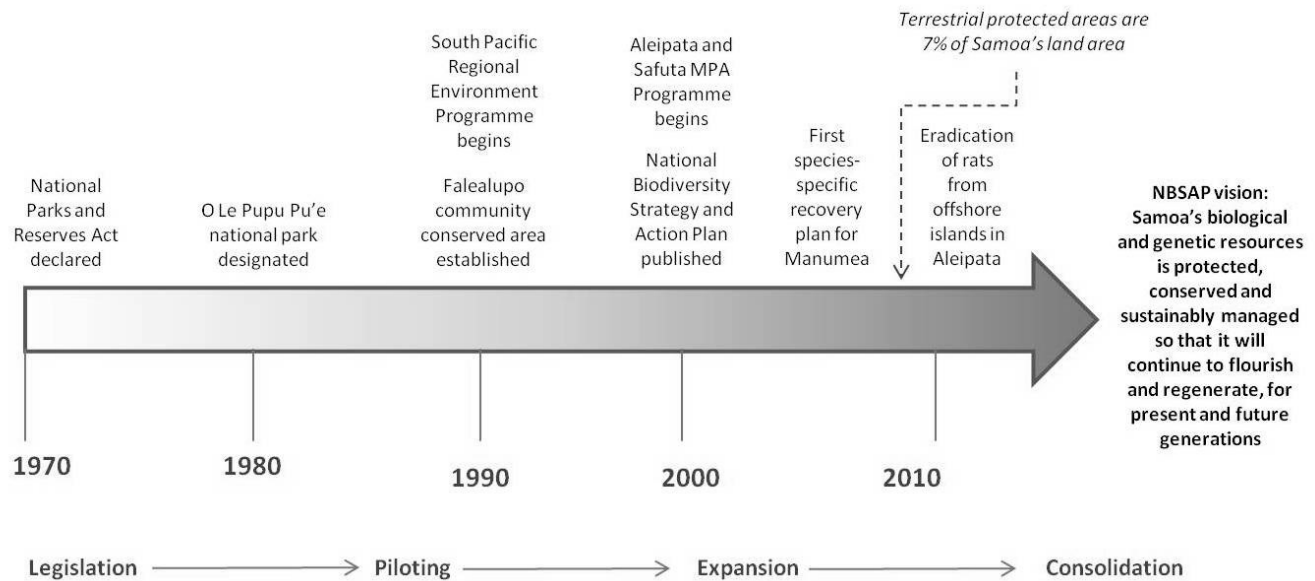 Terrestrial protected areas are
7% of Samoa's land area
National
Parks and
Reserves Act
declared
O Le Pupu Pu'e
national park
designated
South Pacific
Regional
Environment
Programme
begins
Falealupo
community
conserved area
established
Aleipata and
Safuta MPA
Programme
begins
National
Biodiversity
Strategy and
Action Plan
published
First
species-
specific
recovery
plan for
Manumea
Eradication
of rats
from
offshore
islands in
Aleipata
NBSAP vision:
Samoa's biological
and genetic resources
is protected,
conserved and
sustainably managed
so that it will
continue to flourish
and regenerate, for
present and future
generations
1970
1980
1990
2000
2010
Legislation
Piloting
Expansion
Consolidation